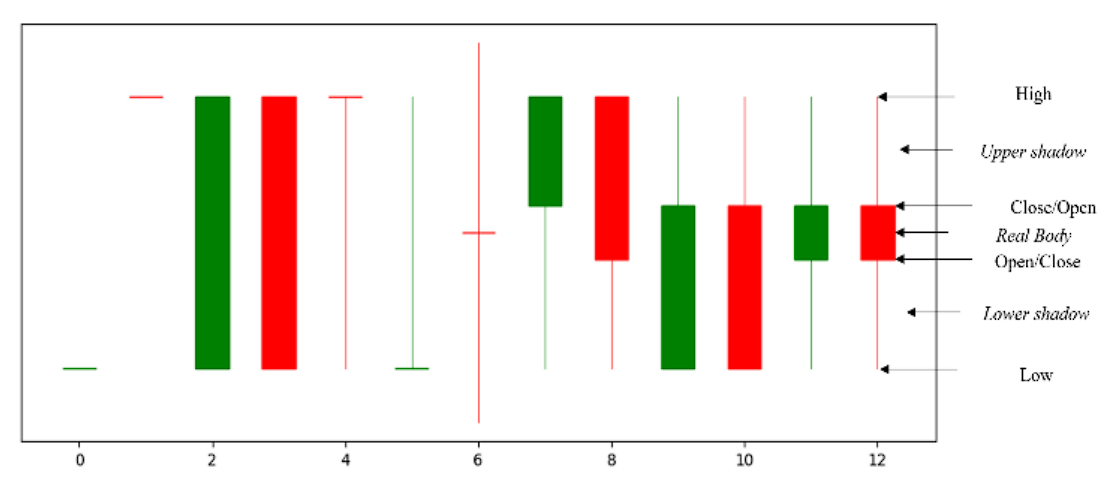 High
Upper shadow
Close/Open
Real Body
Open/Close
Lower shadow
Low
0 2 4 6 8 10 12